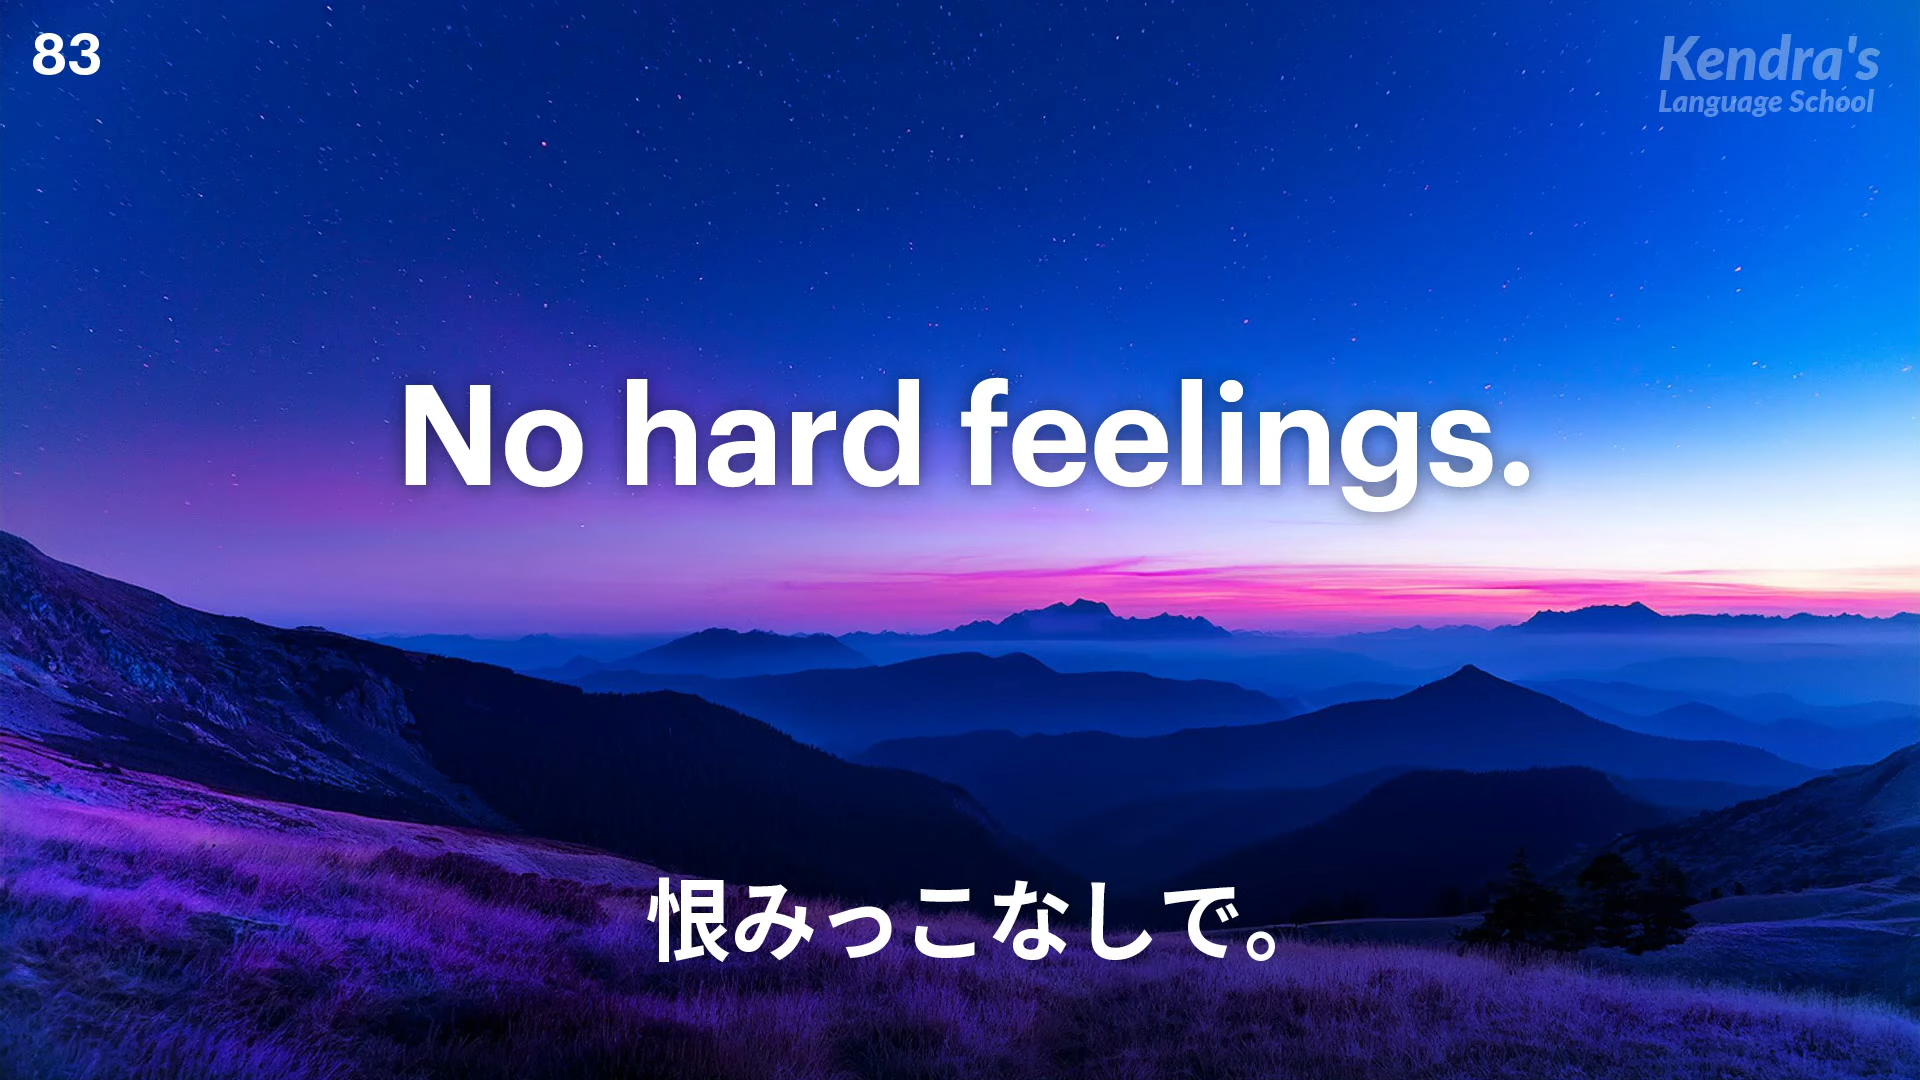 83
Kendra's
Language School
No hard feelings.
恨みっこなしで。